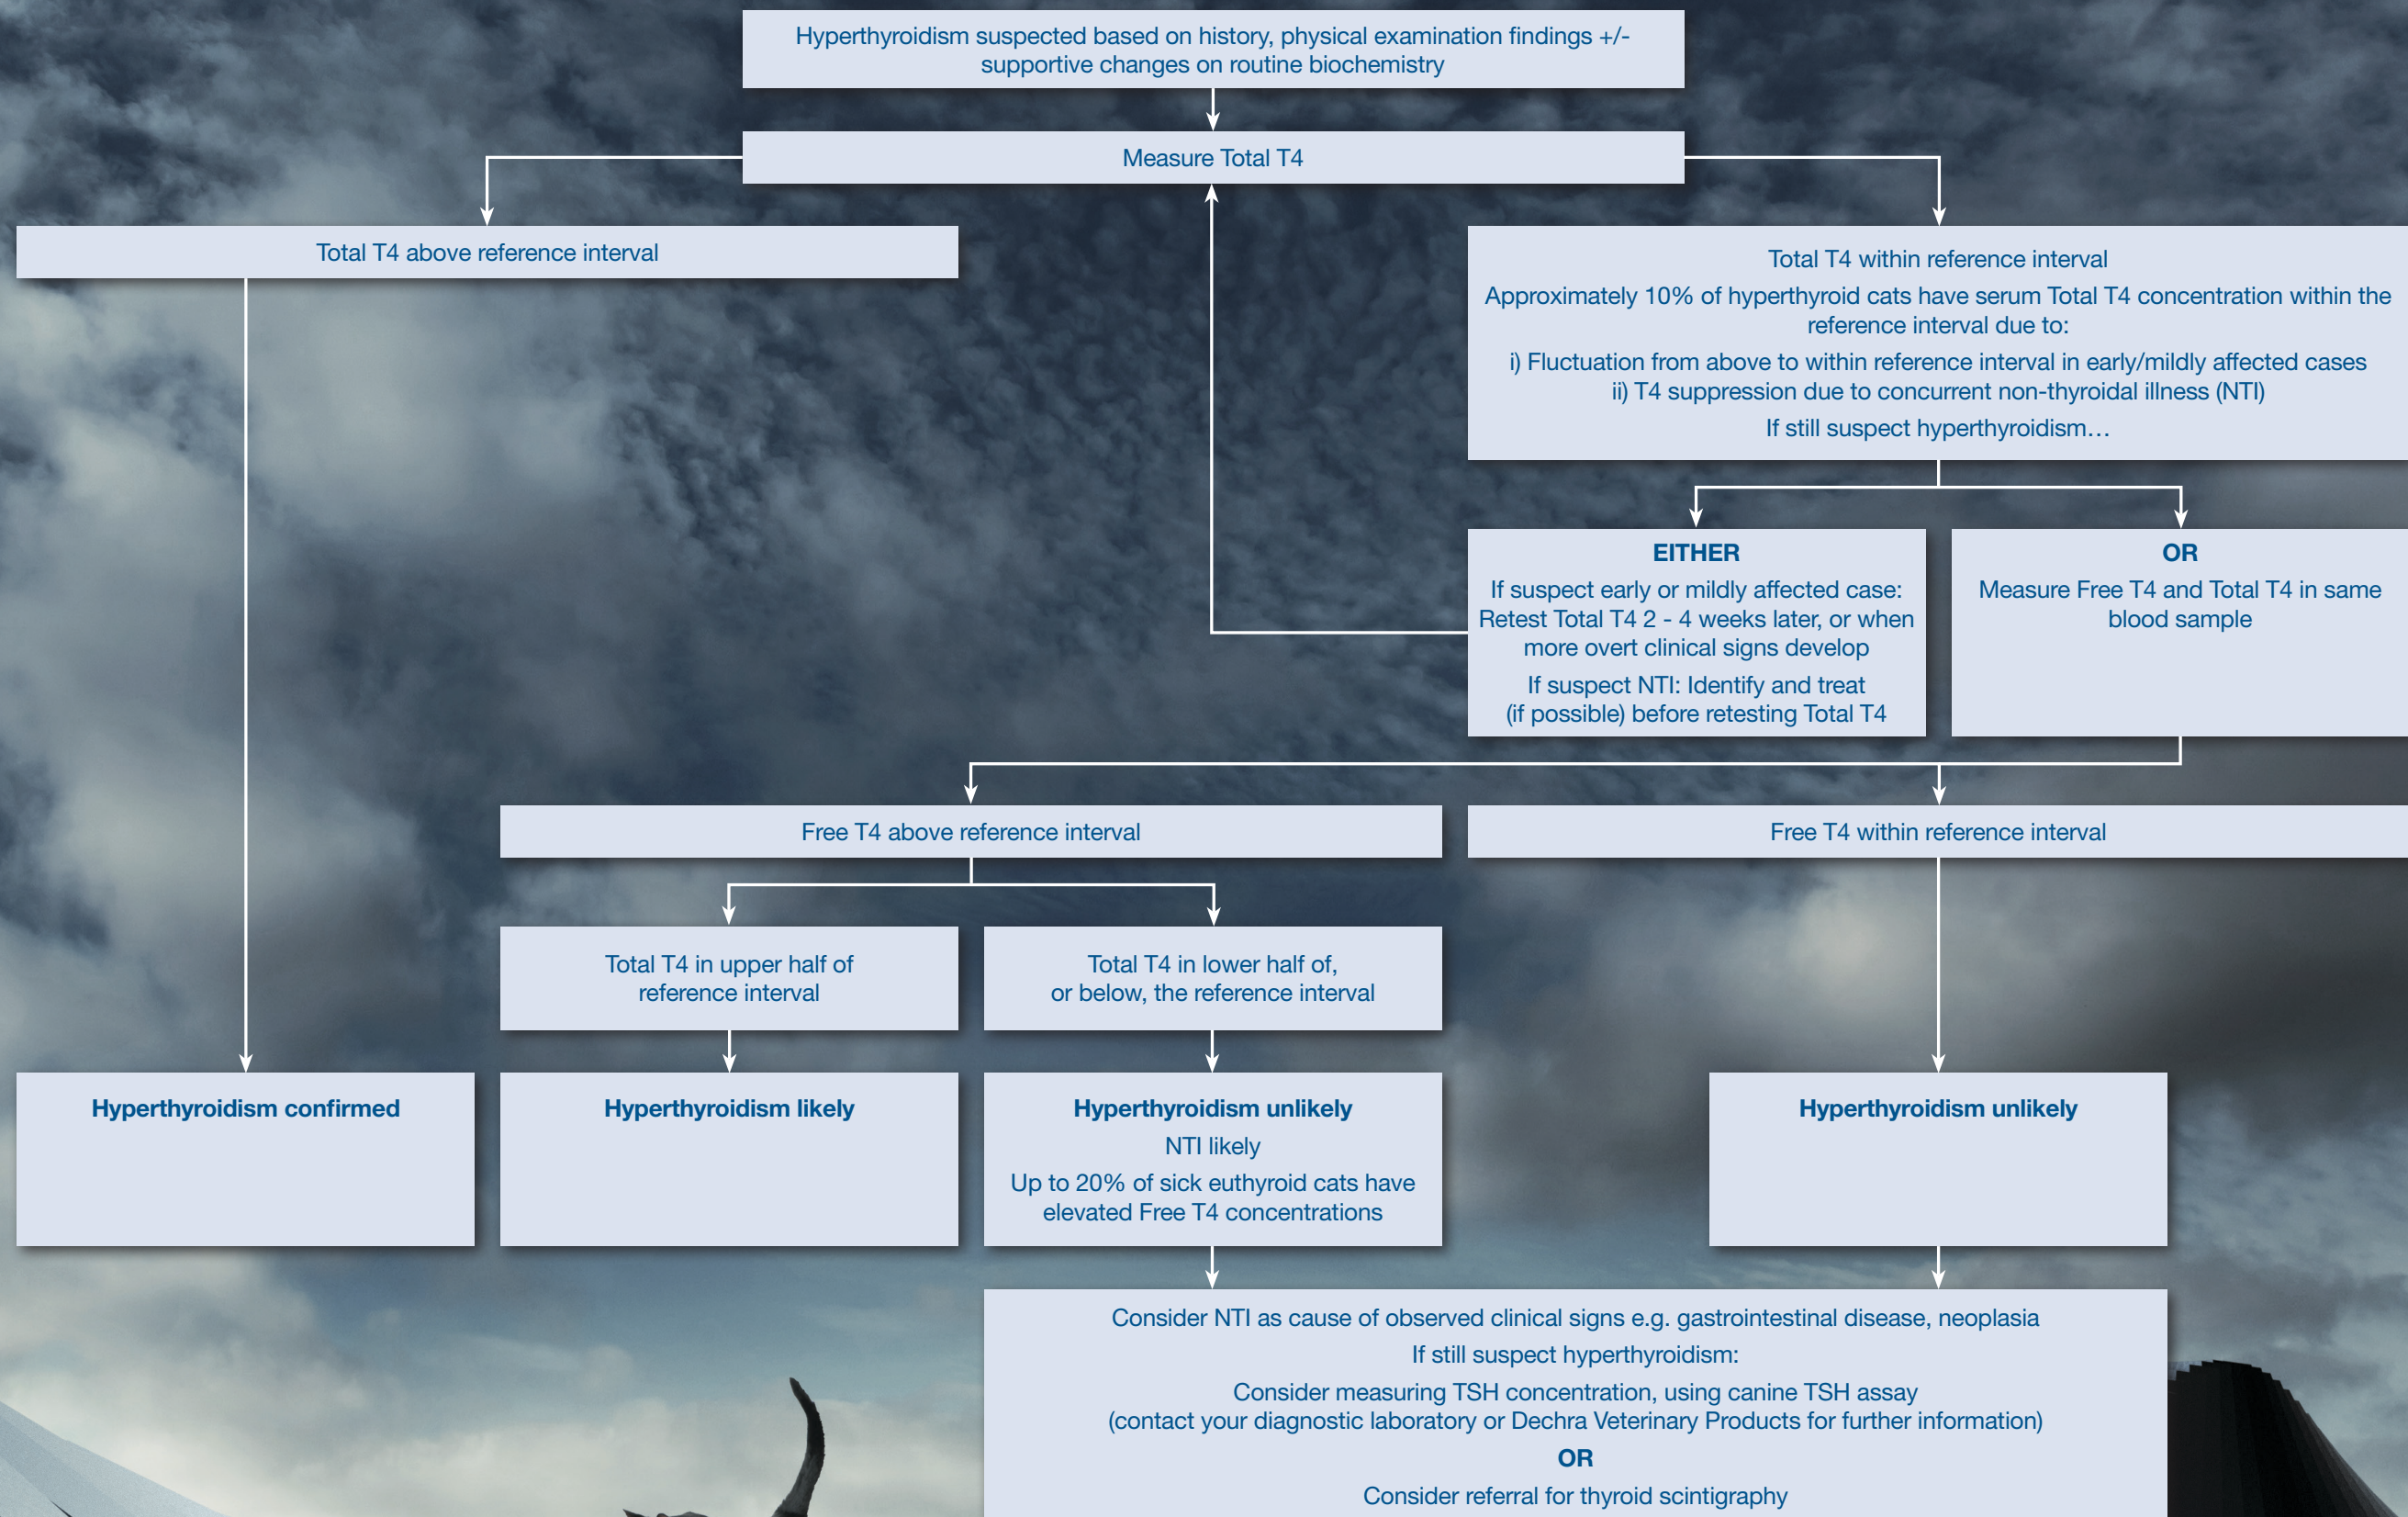 Hyperthyroidism suspected based on history, physical examination findings +/-
supportive changes on routine biochemistry
Measure Total T4
Total T4 above reference interval
Total T4 within reference interval
Approximately 10% of hyperthyroid cats have serum Total T4 concentration within the
reference interval due to:
i) Fluctuation from above to within reference interval in early/mildly affected cases
ii) T4 suppression due to concurrent non-thyroidal illness (NTI)
If still suspect hyperthyroidism…
EITHER
If suspect early or mildly affected case:
Retest Total T4 2 - 4 weeks later, or when
more overt clinical signs develop
If suspect NTI: Identify and treat
(if possible) before retesting Total T4
OR
Measure Free T4 and Total T4 in same
blood sample
Free T4 above reference interval
Free T4 within reference interval
Total T4 in upper half of
reference interval
Total T4 in lower half of,
or below, the reference interval
Hyperthyroidism confirmed
Hyperthyroidism likely
Hyperthyroidism unlikely
NTI likely
Up to 20% of sick euthyroid cats have
elevated Free T4 concentrations
Hyperthyroidism unlikely
Consider NTI as cause of observed clinical signs e.g. gastrointestinal disease, neoplasia
If still suspect hyperthyroidism:
Consider measuring TSH concentration, using canine TSH assay
(contact your diagnostic laboratory or Dechra Veterinary Products for further information)
OR
Consider referral for thyroid scintigraphy